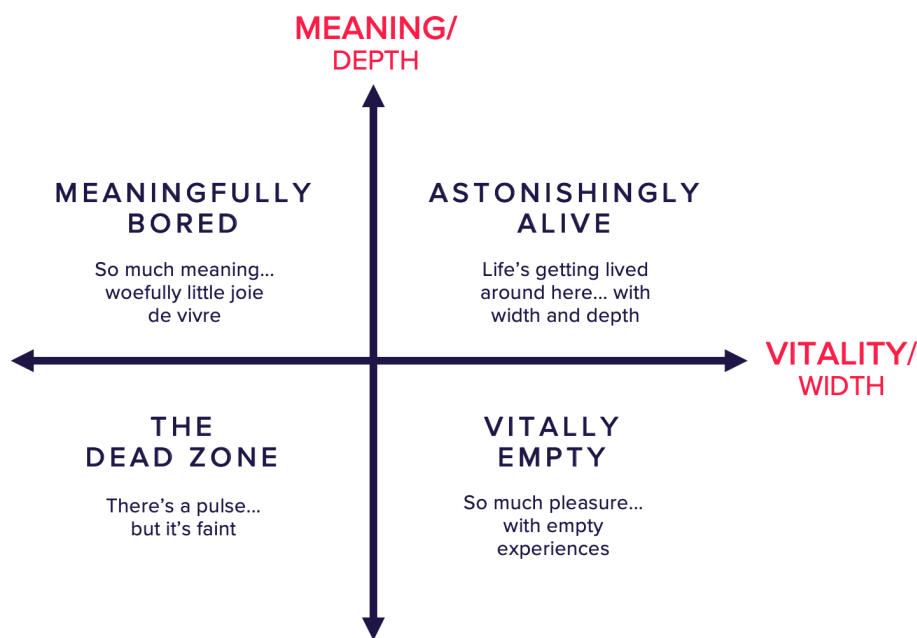 MEANING/
DEPTH
MEANINGFULLY
BORED
So much meaning...
woefully little joie
de vivre
ASTONISHINGLY
ALIVE
Life’s getting lived
around here... with
width and depth
VITALITY/
WIDTH
THE
DEAD ZONE
There’s a pulse...
but it’s faint
VITALLY
EMPTY
So much pleasure...
with empty
experiences